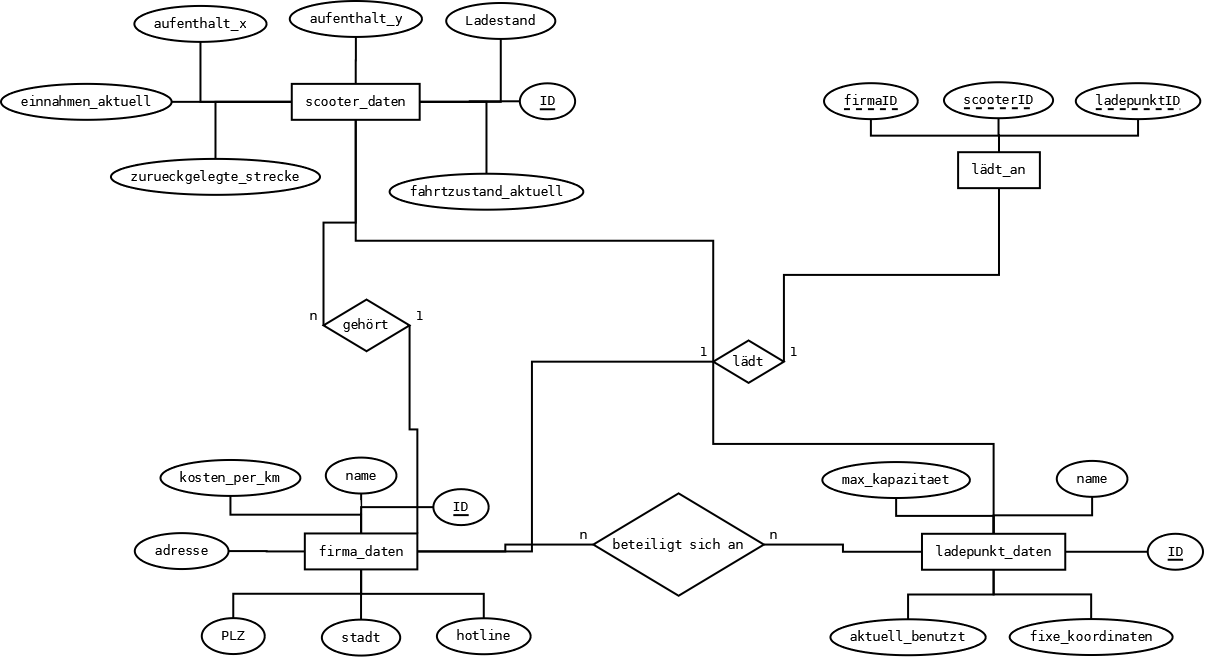 aufenthalt_x
aufenthalt_y
Ladestand
einnahmen_aktuell
scooter_daten
ID
firmaID
scooterID
ladepunktID
zurueckgelegte_strecke
fahrtzustand_aktuell
lädt_an
n
gehört
1
1
lädt
1
kosten_per_km
name
ID
max_kapazitaet
name
adresse
firma_daten
n
beteiligt sich an
n
ladepunkt_daten
ID
PLZ
stadt
hotline
aktuell_benutzt
fixe_koordinaten